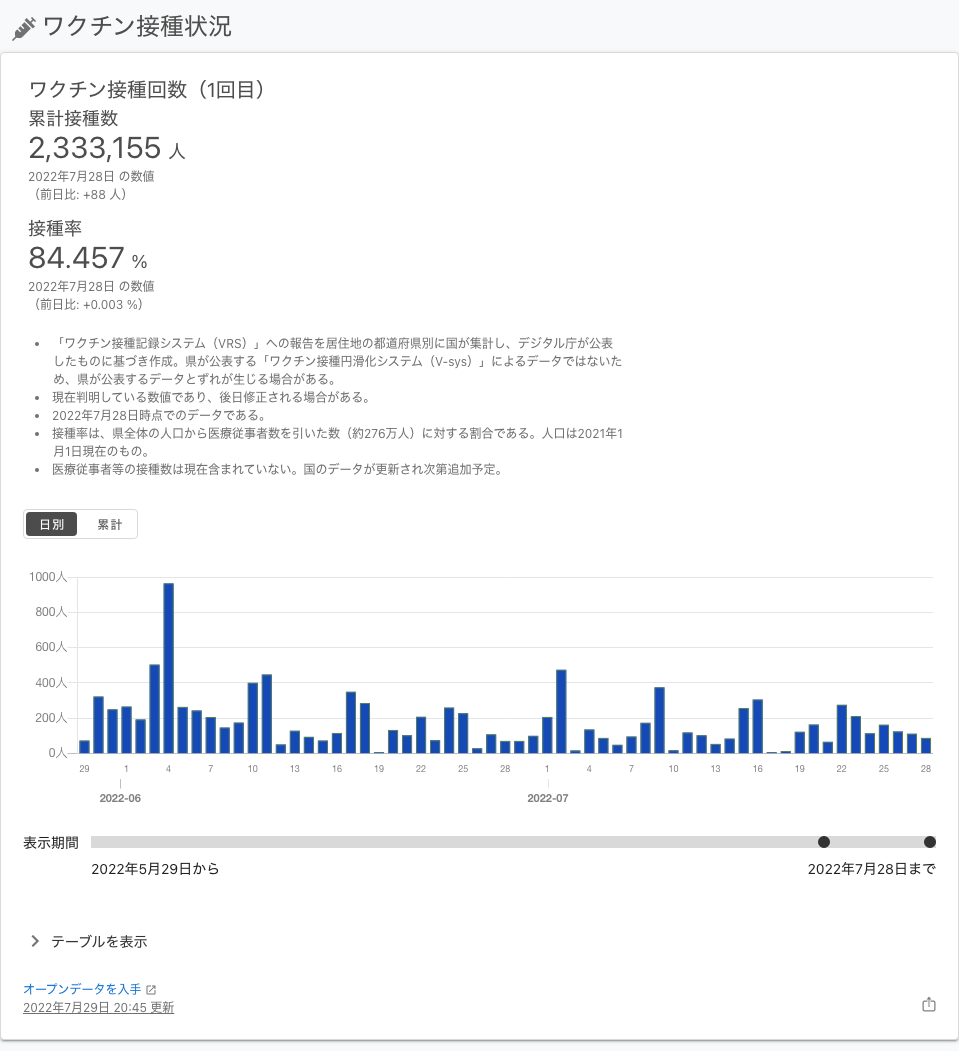 ワクチン接種状況
ワクチン接種回数（1回目）
累計接種数
2,333,155 人
2022年7月28日 の数値
（前日比: +88 人）
接種率
84.457 %
2022年7月28日 の数値
（前日比: +0.003 %）
• 「ワクチン接種記録システム（VRS）」への報告を居住地の都道府県別に国が集計し、デジタル庁が公表
したものに基づき作成。県が公表する「ワクチン接種円滑化システム（V-sys）」によるデータではないた
め、県が公表するデータとずれが生じる場合がある。
• 現在判明している数値であり、後日修正される場合がある。
• 2022年7月28日時点でのデータである。
• 接種率は、県全体の人口から医療従事者数を引いた数（約276万人）に対する割合である。人口は2021年1
月1日現在のもの。
• 医療従事者等の接種数は現在含まれていない。国のデータが更新され次第追加予定。
日別 累計
1000人
800人
600人
400人
200人
0人
29 1 4 7 10 13 16 19 22 25 28 1 4 7 10 13 16 19 22 25 28
2022-06 2022-07
表示期間
2022年5月29日から 2022年7月28日まで
テーブルを表示
オープンデータを入手
2022年7月29日 20:45 更新